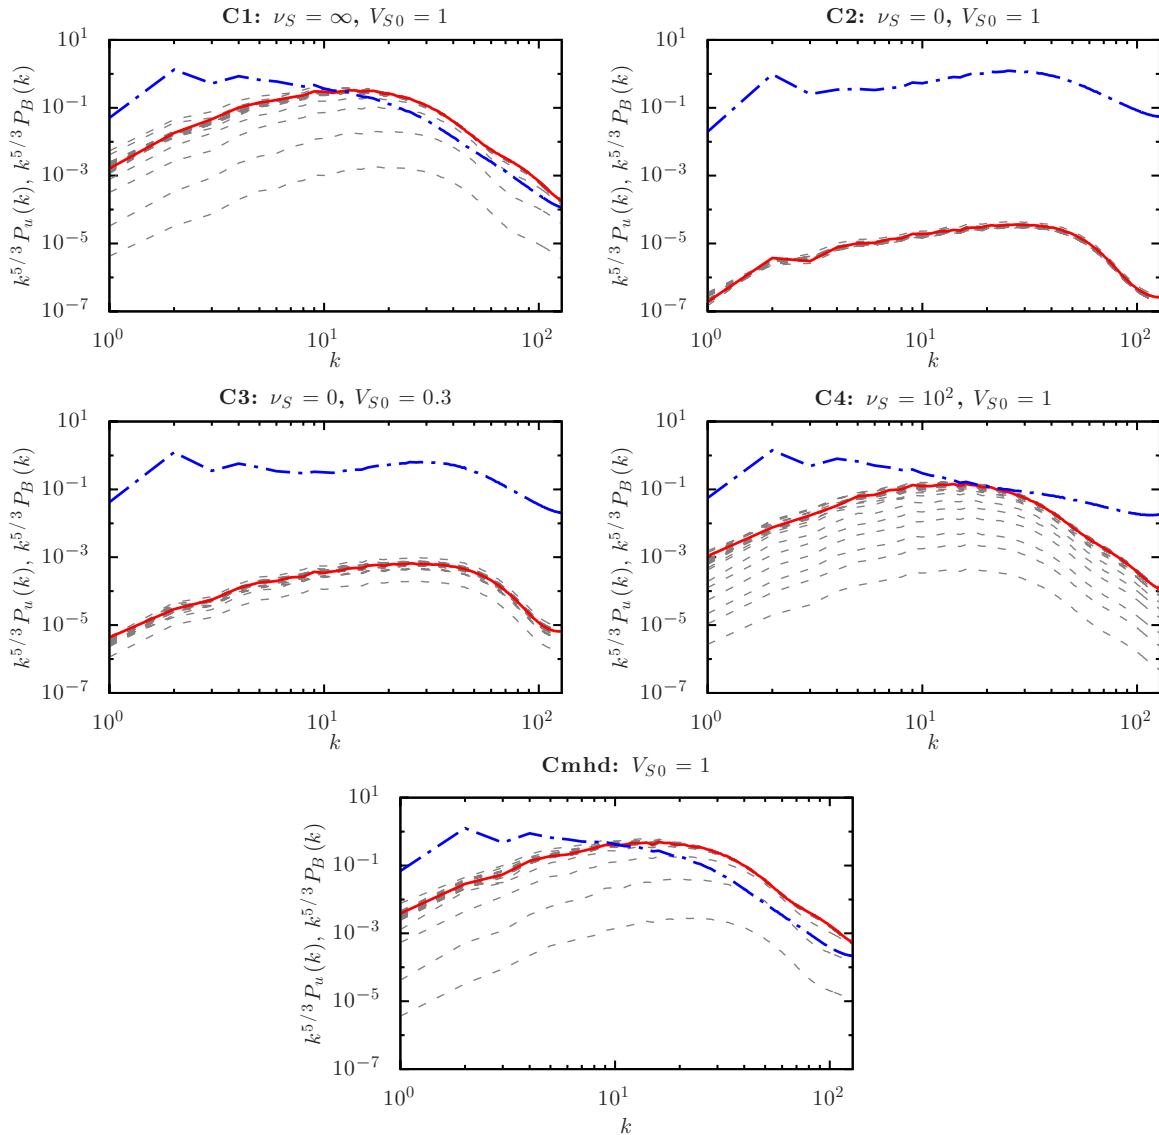 C1: ν_S = ∞, V_S0 = 1
C2: ν_S = 0, V_S0 = 1
k^5/3 P_u(k), k^5/3 P_B(k)
10^1
10^-1
10^-3
10^-5
10^-7
10^0
10^1
10^2
k
k^5/3 P_u(k), k^5/3 P_B(k)
10^1
10^-1
10^-3
10^-5
10^-7
10^0
10^1
10^2
k
C3: ν_S = 0, V_S0 = 0.3
C4: ν_S = 10^2, V_S0 = 1
k^5/3 P_u(k), k^5/3 P_B(k)
10^1
10^-1
10^-3
10^-5
10^-7
10^0
10^1
10^2
k
k^5/3 P_u(k), k^5/3 P_B(k)
10^1
10^-1
10^-3
10^-5
10^-7
10^0
10^1
10^2
k
Cmhd: V_S0 = 1
k^5/3 P_u(k), k^5/3 P_B(k)
10^1
10^-1
10^-3
10^-5
10^-7
10^0
10^1
10^2
k